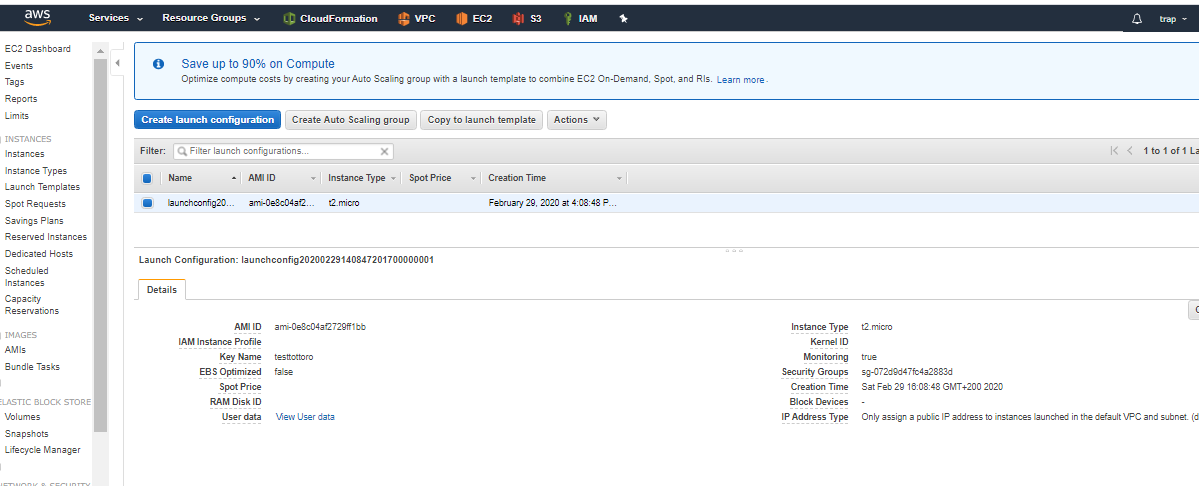 aws Services Resource Groups CloudFormation VPC EC2 S3 IAM trap
EC2 Dashboard
Events
Tags
Reports
Limits
INSTANCES
Instances
Instance Types
Launch Templates
Spot Requests
Savings Plans
Reserved Instances
Dedicated Hosts
Scheduled
Instances
Capacity
Reservations
IMAGES
AMIs
Bundle Tasks
ELASTIC BLOCK STORE
Volumes
Snapshots
Lifecycle Manager
NETWORK & SECURITY
Save up to 90% on Compute
Optimize compute costs by creating your Auto Scaling group with a launch template to combine EC2 On-Demand, Spot, and RIs. Learn more.
Create launch configuration Create Auto Scaling group Copy to launch template Actions
Filter: Filter launch configurations... 1 to 1 of 1 La
Name AMI ID Instance Type Spot Price Creation Time
launchconfig20... ami-0e8c04af2... t2.micro February 29, 2020 at 4:08:48 P...
Launch Configuration: launchconfig20200229140847201700000001
Details
AMI ID ami-0e8c04af2729ff1bb Instance Type t2.micro
IAM Instance Profile Kernel ID
Key Name testtottoro Monitoring true
EBS Optimized false Security Groups sg-072d9d47fc4a2883d
Spot Price Creation Time Sat Feb 29 16:08:48 GMT+200 2020
RAM Disk ID Block Devices -
User data View User data IP Address Type Only assign a public IP address to instances launched in the default VPC and subnet. (d